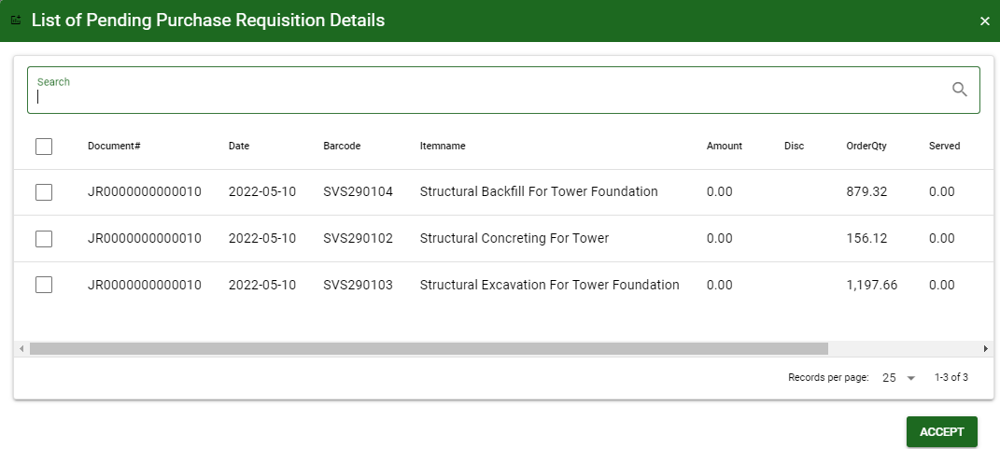 List of Pending Purchase Requisition Details
Search
Document# Date Barcode Itemname Amount Disc OrderQty Served
JR0000000000010 2022-05-10 SVS290104 Structural Backfill For Tower Foundation 0.00 879.32 0.00
JR0000000000010 2022-05-10 SVS290102 Structural Concreting For Tower 0.00 156.12 0.00
JR0000000000010 2022-05-10 SVS290103 Structural Excavation For Tower Foundation 0.00 1,197.66 0.00
Records per page: 25 1-3 of 3
ACCEPT